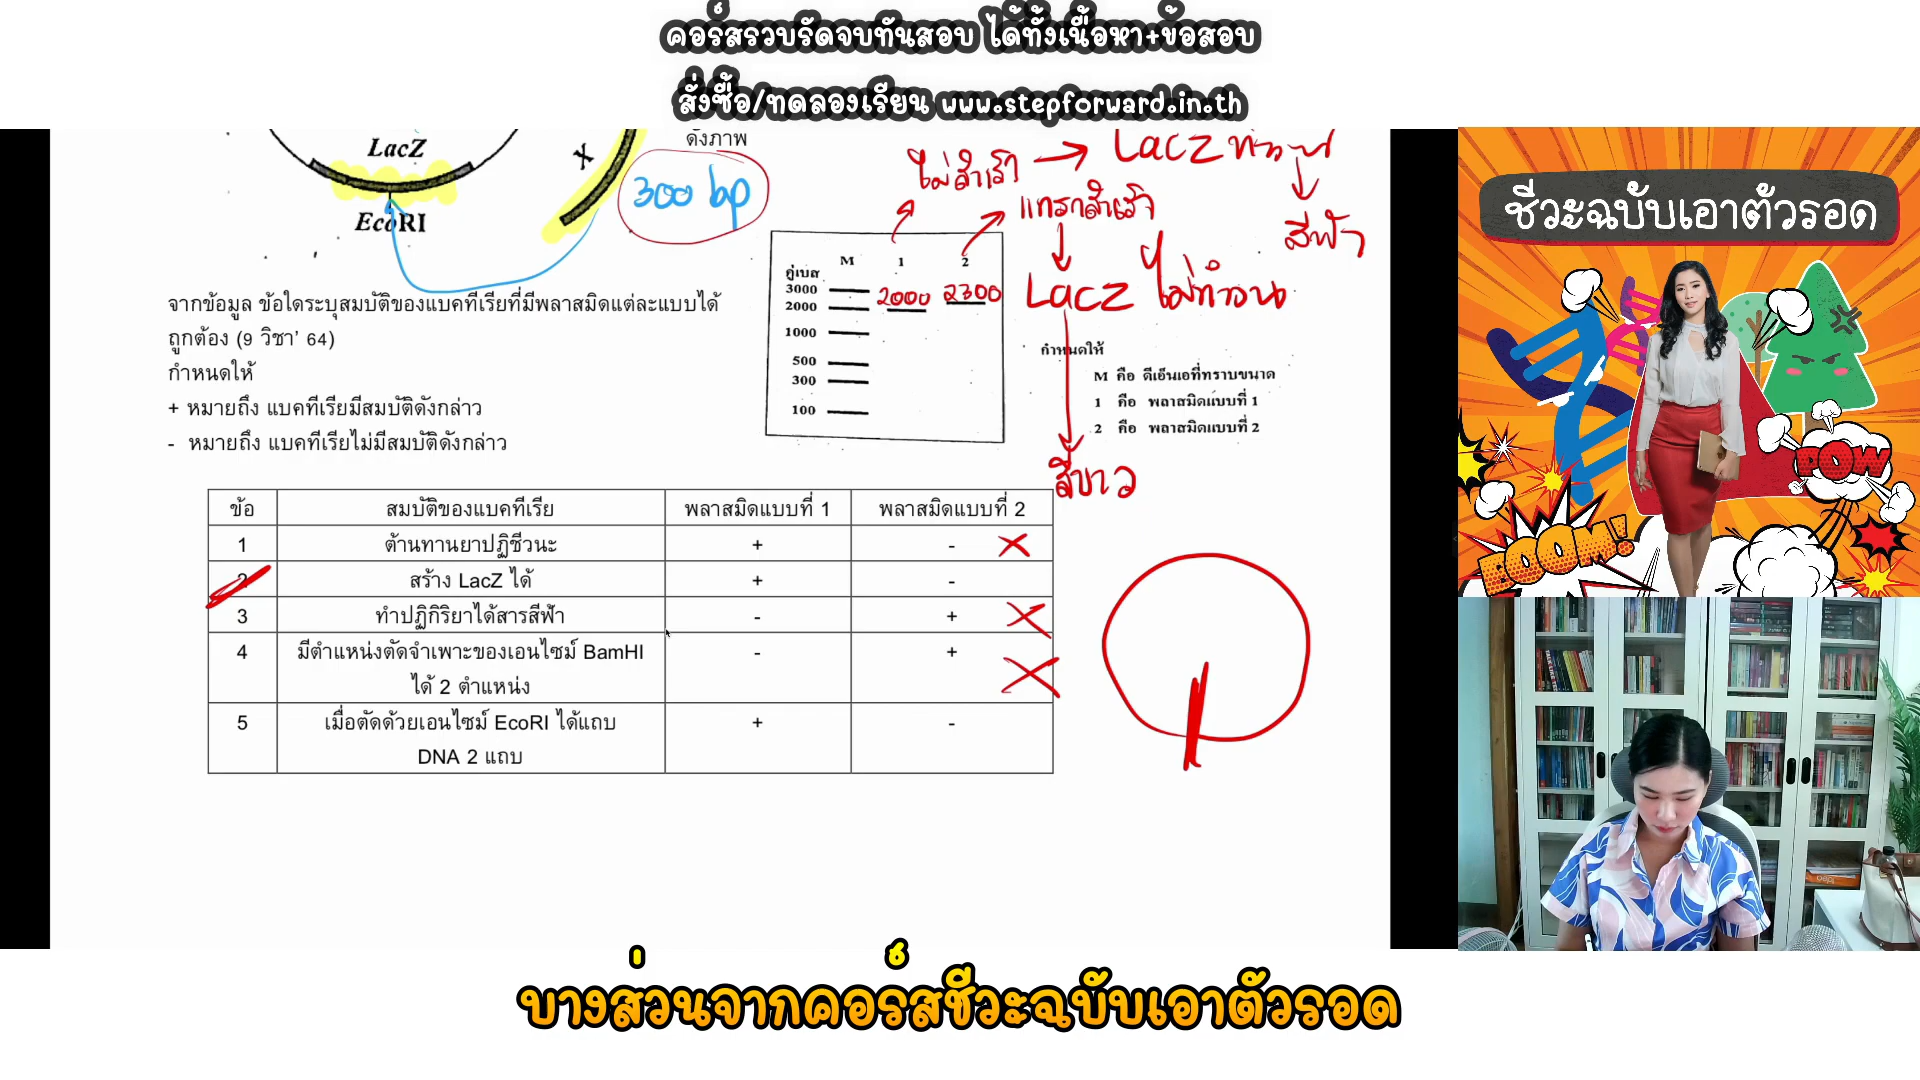 คอร์สรวบรัดจบทันสอบ ได้ทั้งเนื้อหา+ข้อสอบ
สั่งซื้อ/ทดลองเรียน www.stepforward.in.th
LacZ
EcoRI
X
ดังภาพ
300 bp
ไม่สำเร็จ → LacZ
แทรกสำเร็จ
สีฟ้า
LacZ ไม่ทำงาน
สีขาว
M 1 2
คู่เบส
3000
2000
1000
500
300
100
2000 2300
กำหนดให้
M คือ ดีเอ็นเอที่ทราบขนาด
1 คือ พลาสมิดแบบที่ 1
2 คือ พลาสมิดแบบที่ 2
จากข้อมูล ข้อใดระบุสมบัติของแบคทีเรียที่มีพลาสมิดแต่ละแบบได้
ถูกต้อง (9 วิชา’ 64)
กำหนดให้
+ หมายถึง แบคทีเรียมีสมบัติดังกล่าว
- หมายถึง แบคทีเรียไม่มีสมบัติดังกล่าว
ข้อ สมบัติของแบคทีเรีย พลาสมิดแบบที่ 1 พลาสมิดแบบที่ 2
1 ต้านทานยาปฏิชีวนะ + -
2 สร้าง LacZ ได้ + -
3 ทำปฏิกิริยาได้สารสีฟ้า - +
4 มีตำแหน่งตัดจำเพาะของเอนไซม์ BamHI - +
ได้ 2 ตำแหน่ง
5 เมื่อตัดด้วยเอนไซม์ EcoRI ได้แถบ + -
DNA 2 แถบ
ชีวะฉบับเอาตัวรอด
POW
BOOM!
บางส่วนจากคอร์สชีวะฉบับเอาตัวรอด